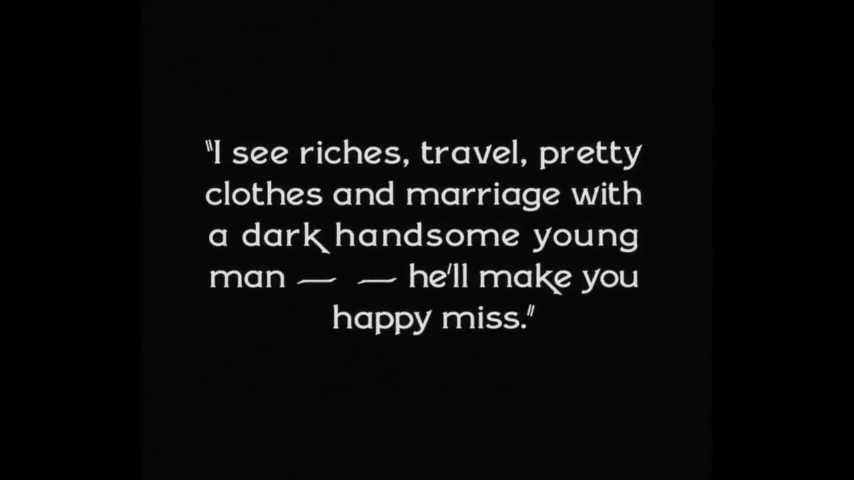 "I see riches, travel, pretty
clothes and marriage with
a dark handsome young
man — — he'll make you
happy miss."